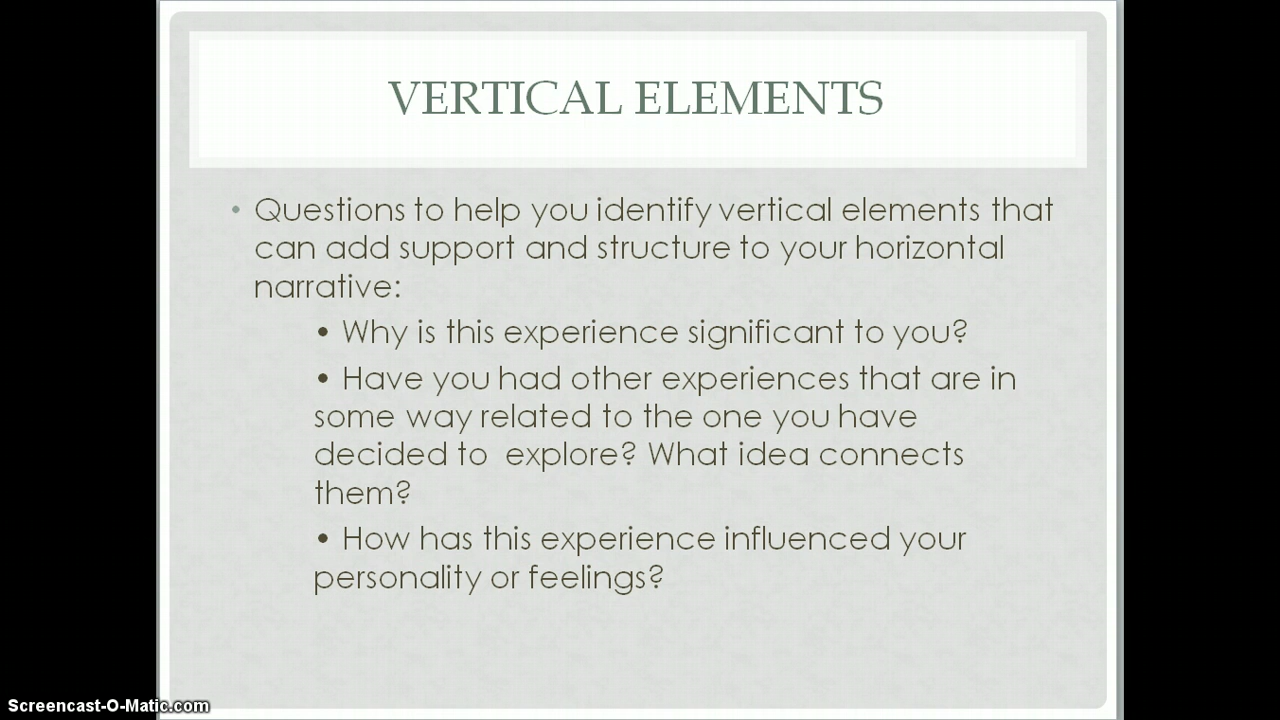 VERTICAL ELEMENTS
• Questions to help you identify vertical elements that
can add support and structure to your horizontal
narrative:
• Why is this experience significant to you?
• Have you had other experiences that are in
some way related to the one you have
decided to  explore? What idea connects
them?
• How has this experience influenced your
personality or feelings?
Screencast-O-Matic.com